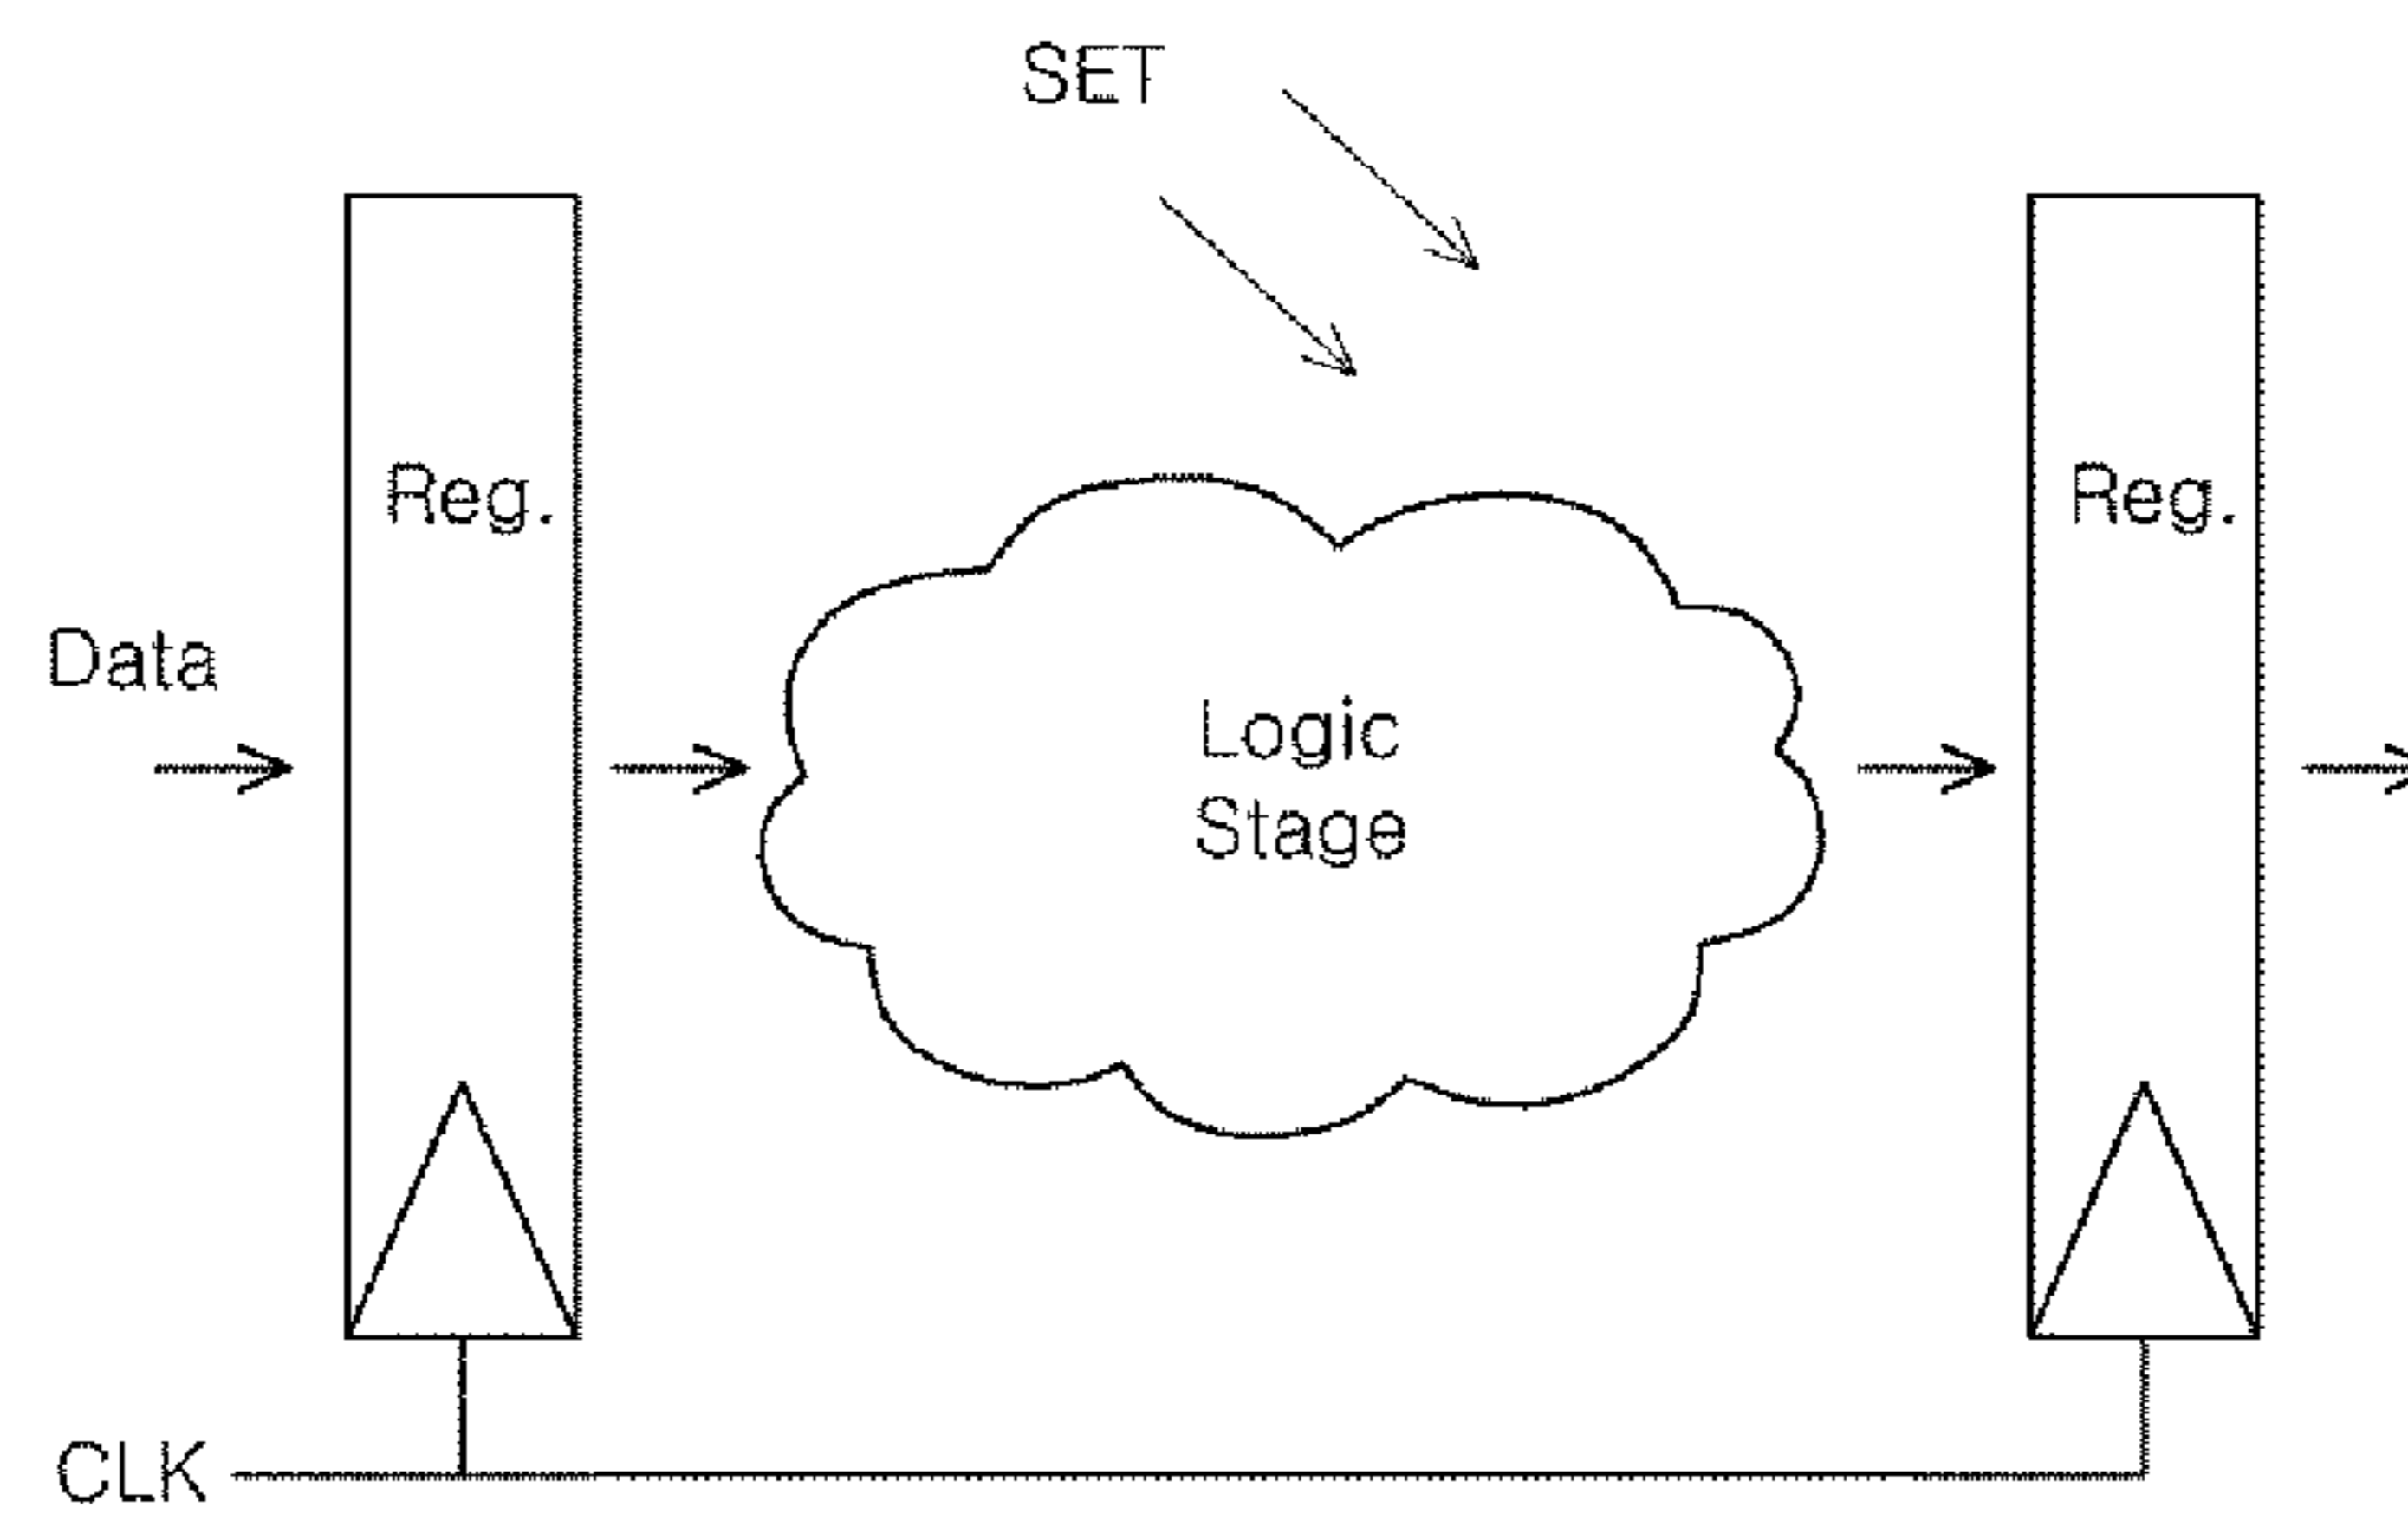 SET
Reg.
Reg.
Data
Logic
Stage
CLK